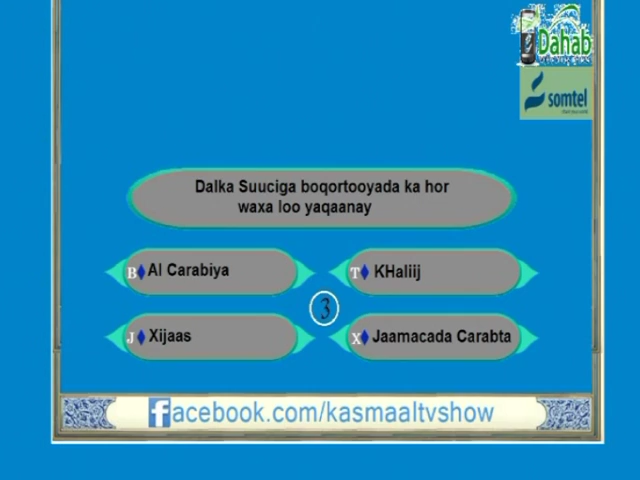 Dahab
somtel
Dalka Suuciga boqortooyada ka hor
waxa loo yaqaanay
B Al Carabiya
T KHaliij
3
J Xijaas
X Jaamacada Carabta
facebook.com/kasmaaltvshow